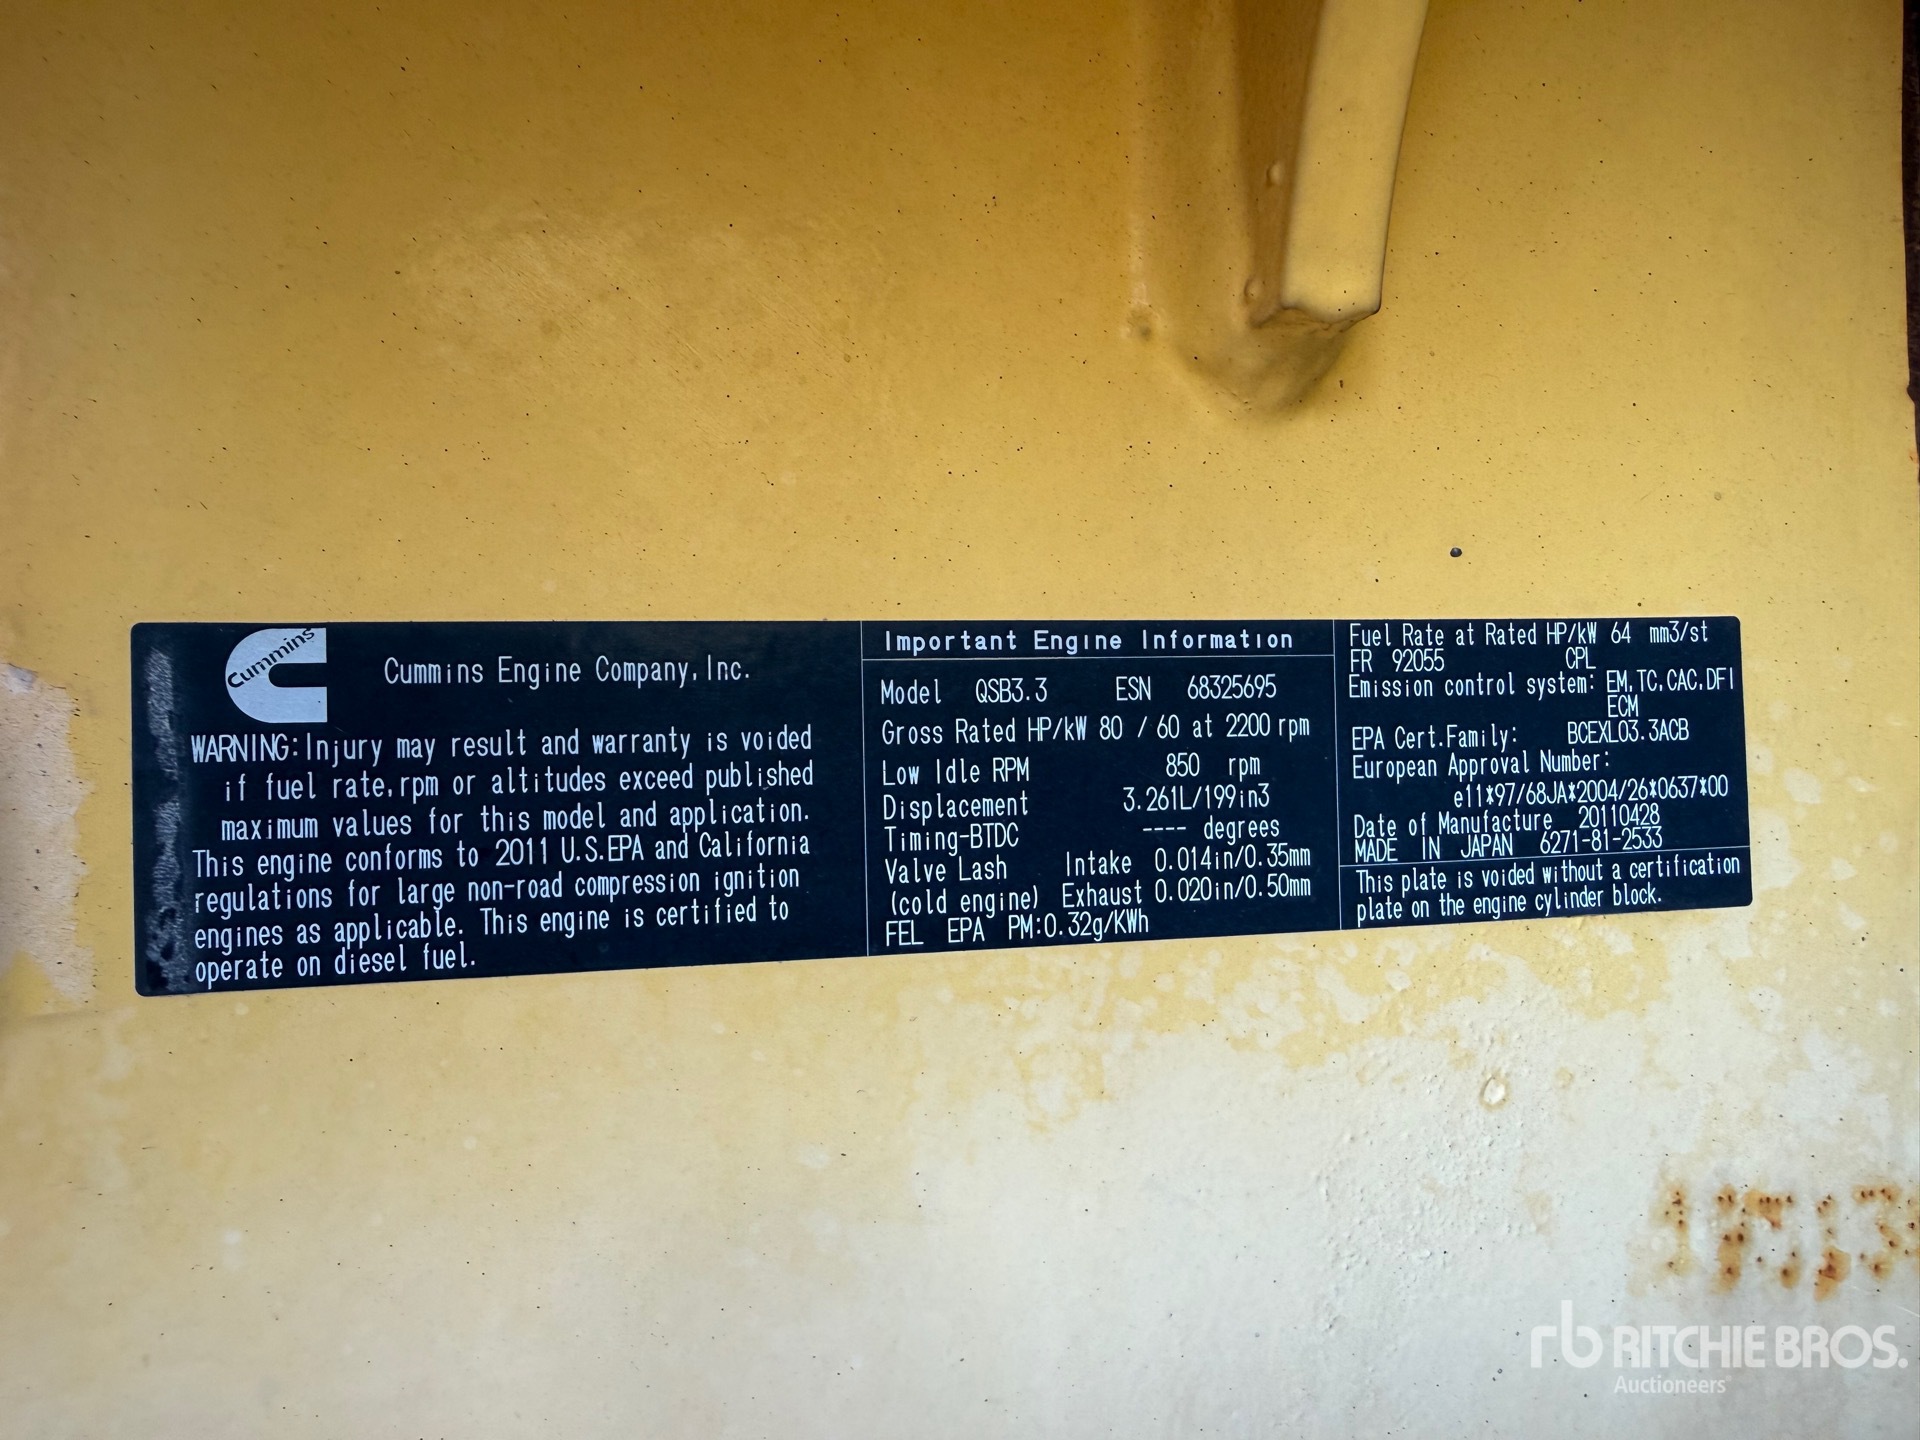 Cummins
Cummins Engine Company, Inc.
WARNING: Injury may result and warranty is voided
if fuel rate, rpm or altitudes exceed published
maximum values for this model and application.
This engine conforms to 2011 U.S.EPA and California
regulations for large non-road compression ignition
engines as applicable. This engine is certified to
operate on diesel fuel.
Important Engine Information
Model QSB3.3 ESN 68325695
Gross Rated HP/kW 80 / 60 at 2200 rpm
Low Idle RPM 850 rpm
Displacement 3.261L/199in3
Timing-BTDC ---- degrees
Valve Lash Intake 0.014in/0.35mm
(cold engine) Exhaust 0.020in/0.50mm
FEL EPA PM:0.32g/KWh
Fuel Rate at Rated HP/kW 64 mm3/st
FR 92055 CPL
Emission control system: EM, TC, CAC, DFI
ECM
EPA Cert.Family: BCEXL03.3ACB
European Approval Number:
e11*97/68JA*2004/26*0637*00
Date of Manufacture 20110428
MADE IN JAPAN 6271-81-2533
This plate is voided without a certification
plate on the engine cylinder block.
rb RITCHIE BROS.
Auctioneers